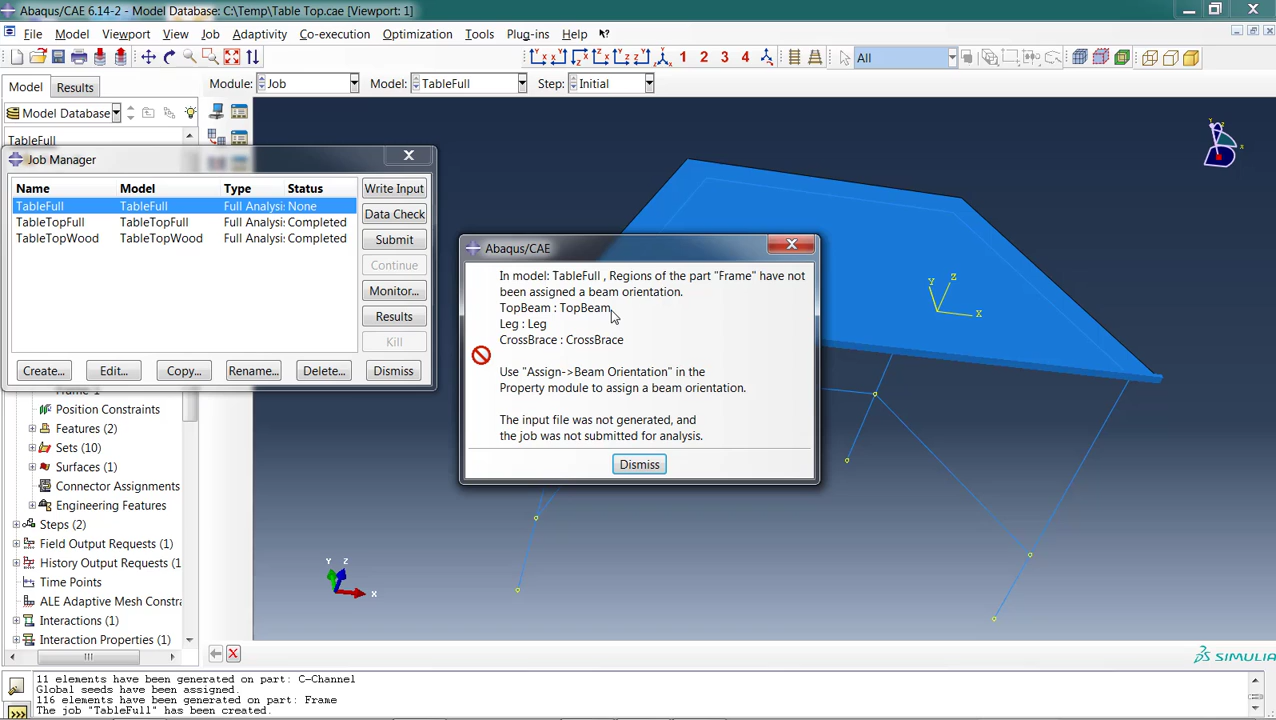 Abaqus/CAE 6.14-2 - Model Database: C:\Temp\Table Top.cae [Viewport: 1]
File Model Viewport View Job Adaptivity Co-execution Optimization Tools Plug-ins Help
1 2 3 4 All
Model Results Module: Job Model: TableFull Step: Initial
Model Database
TableFull
Job Manager
Name Model Type Status
TableFull TableFull Full Analysi: None
TableTopFull TableTopFull Full Analysi: Completed
TableTopWood TableTopWood Full Analysi: Completed
Write Input
Data Check
Submit
Continue
Monitor...
Results
Kill
Create... Edit... Copy... Rename... Delete... Dismiss
Abaqus/CAE
In model: TableFull , Regions of the part "Frame" have not
been assigned a beam orientation.
TopBeam : TopBeam
Leg : Leg
CrossBrace : CrossBrace
Use "Assign->Beam Orientation" in the
Property module to assign a beam orientation.
The input file was not generated, and
the job was not submitted for analysis.
Dismiss
Position Constraints
Features (2)
Sets (10)
Surfaces (1)
Connector Assignments
Engineering Features
Steps (2)
Field Output Requests (1)
History Output Requests (1)
Time Points
ALE Adaptive Mesh Constra
Interactions (1)
Interaction Properties (1)
Y Z
X
Y Z
X
SIMULIA
11 elements have been generated on part: C-Channel
Global seeds have been assigned.
116 elements have been generated on part: Frame
The job "TableFull" has been created.